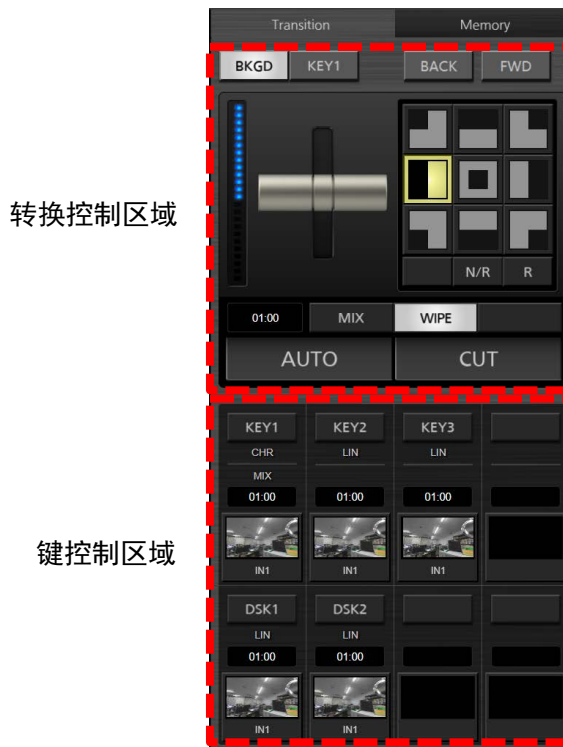 Transition Memory
BKGD KEY1 BACK FWD
转换控制区域
N/R R
01:00 MIX WIPE
AUTO CUT
KEY1 KEY2 KEY3
CHR LIN LIN
MIX
01:00 01:00 01:00
键控制区域
IN1 IN1 IN1
DSK1 DSK2
LIN LIN
01:00 01:00
IN1 IN1